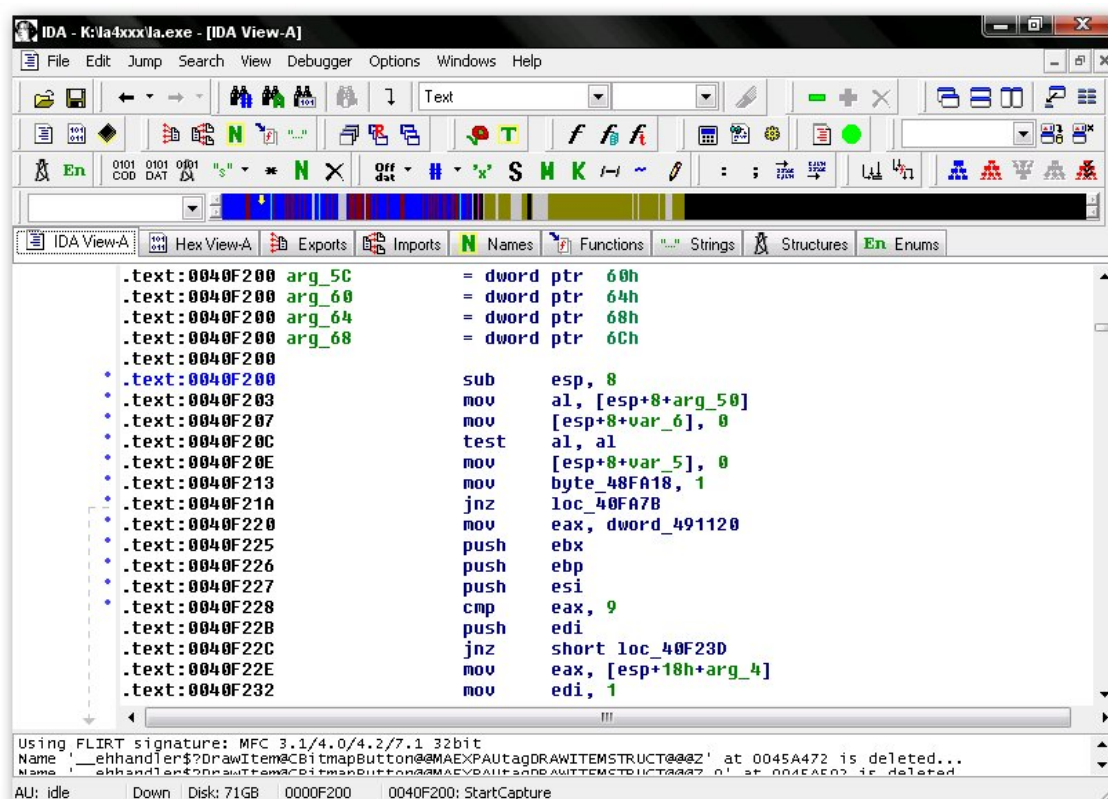 IDA - K:\la4xxx\la.exe - [IDA View-A]
File Edit Jump Search View Debugger Options Windows Help
Text
En
IDA View-A Hex View-A Exports Imports N Names Functions Strings Structures En Enums
.text:0040F200 arg_5C = dword ptr 60h
.text:0040F200 arg_60 = dword ptr 64h
.text:0040F200 arg_64 = dword ptr 68h
.text:0040F200 arg_68 = dword ptr 6Ch
.text:0040F200
.text:0040F200 sub esp, 8
.text:0040F203 mov al, [esp+8+arg_50]
.text:0040F207 mov [esp+8+var_6], 0
.text:0040F20C test al, al
.text:0040F20E mov [esp+8+var_5], 0
.text:0040F213 mov byte_48FA18, 1
.text:0040F21A jnz loc_40FA7B
.text:0040F220 mov eax, dword_491120
.text:0040F225 push ebx
.text:0040F226 push ebp
.text:0040F227 push esi
.text:0040F228 cmp eax, 9
.text:0040F22B push edi
.text:0040F22C jnz short loc_40F23D
.text:0040F22E mov eax, [esp+18h+arg_4]
.text:0040F232 mov edi, 1
Using FLIRT signature: MFC 3.1/4.0/4.2/7.1 32bit
Name '__ehhandler$?DrawItem@CBitmapButton@@MAEXPAUtagDRAWITEMSTRUCT@@@Z' at 0045A472 is deleted...
AU: idle Down Disk: 71GB 0000F200 0040F200: StartCapture